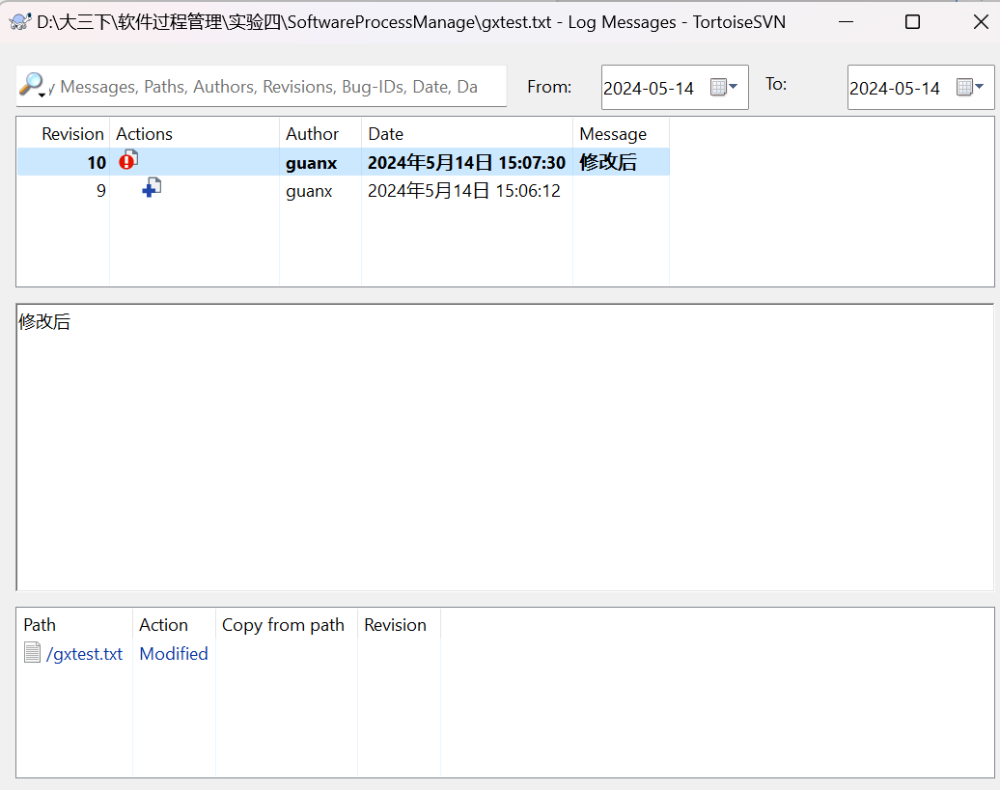 D:\大三下\软件过程管理\实验四\SoftwareProcessManage\gxtest.txt - Log Messages - TortoiseSVN
y Messages, Paths, Authors, Revisions, Bug-IDs, Date, Da From: 2024-05-14 To: 2024-05-14
Revision Actions Author Date Message
10 guanx 2024年5月14日 15:07:30 修改后
9 guanx 2024年5月14日 15:06:12
修改后
Path Action Copy from path Revision
/gxtest.txt Modified